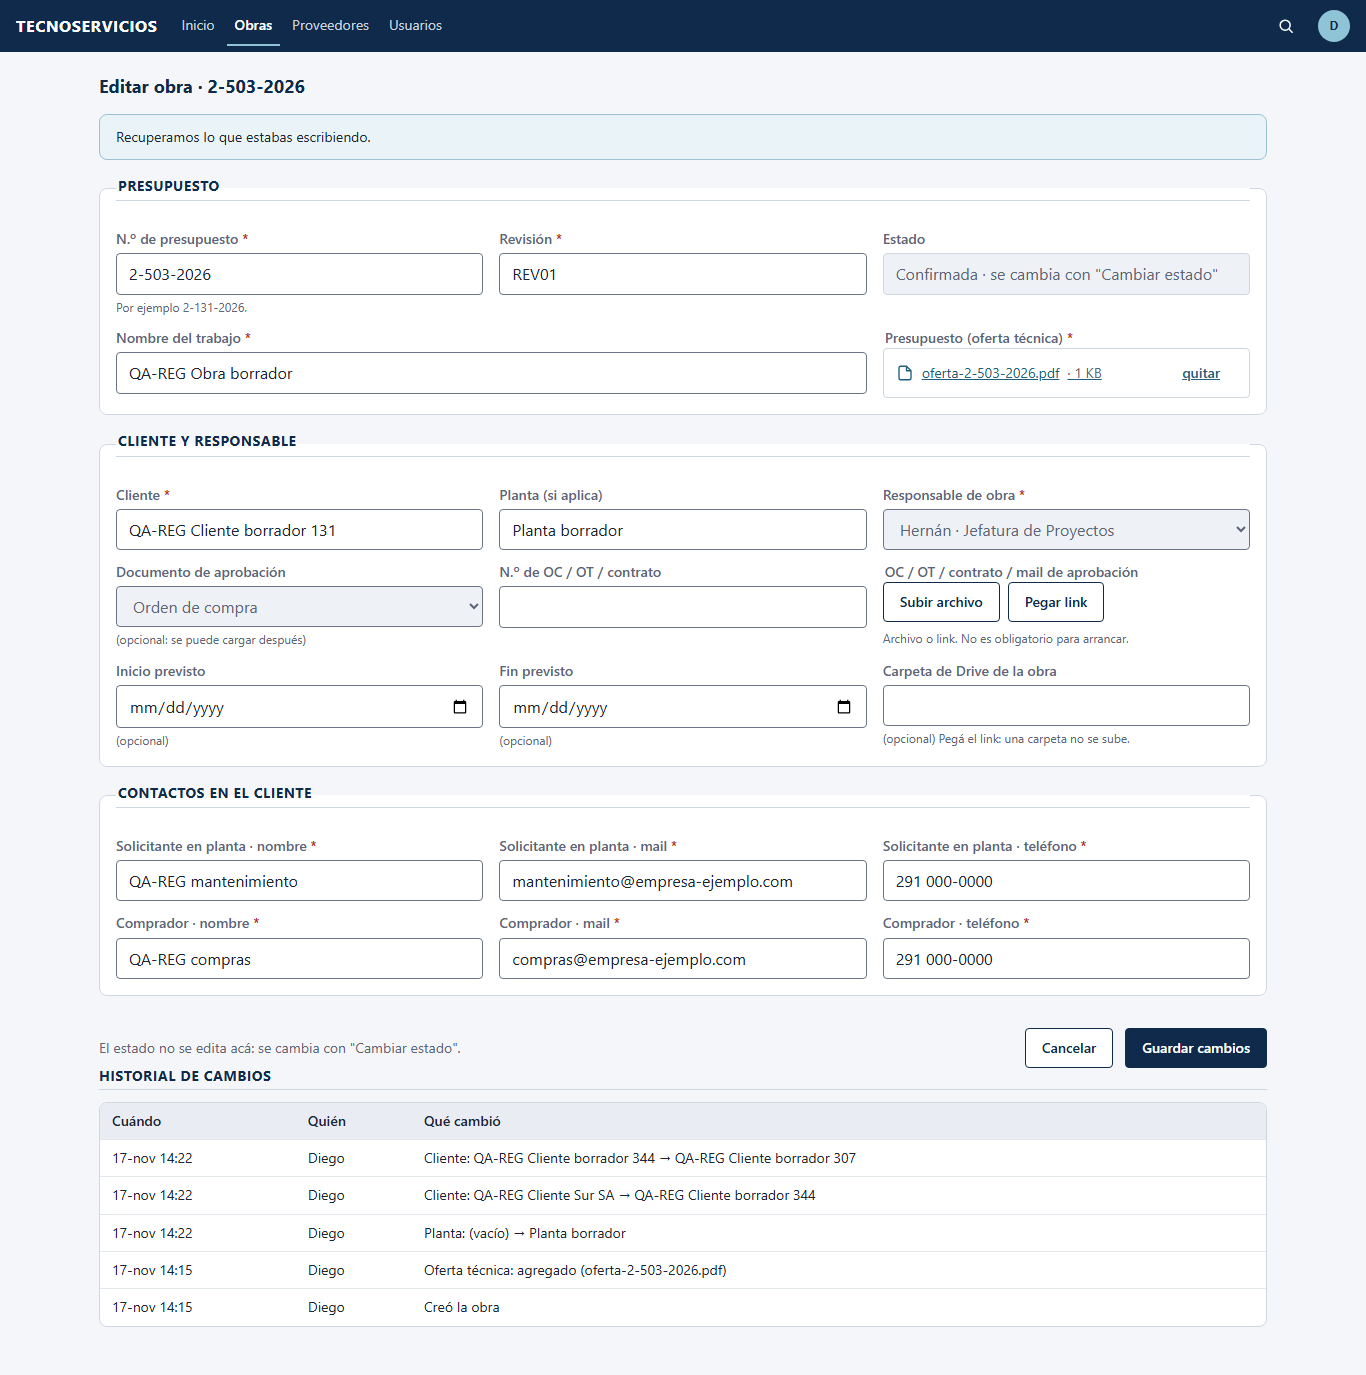 TECNOSERVICIOS Inicio Obras Proveedores Usuarios D
Editar obra · 2-503-2026
Recuperamos lo que estabas escribiendo.
PRESUPUESTO
N.º de presupuesto * Revisión * Estado
2-503-2026 REV01 Confirmada · se cambia con "Cambiar estado"
Por ejemplo 2-131-2026.
Nombre del trabajo * Presupuesto (oferta técnica) *
QA-REG Obra borrador oferta-2-503-2026.pdf · 1 KB quitar
CLIENTE Y RESPONSABLE
Cliente * Planta (si aplica) Responsable de obra *
QA-REG Cliente borrador 131 Planta borrador Hernán · Jefatura de Proyectos
Documento de aprobación N.º de OC / OT / contrato OC / OT / contrato / mail de aprobación
Orden de compra Subir archivo Pegar link
(opcional: se puede cargar después) Archivo o link. No es obligatorio para arrancar.
Inicio previsto Fin previsto Carpeta de Drive de la obra
mm/dd/yyyy mm/dd/yyyy
(opcional) (opcional) (opcional) Pegá el link: una carpeta no se sube.
CONTACTOS EN EL CLIENTE
Solicitante en planta · nombre * Solicitante en planta · mail * Solicitante en planta · teléfono *
QA-REG mantenimiento mantenimiento@empresa-ejemplo.com 291 000-0000
Comprador · nombre * Comprador · mail * Comprador · teléfono *
QA-REG compras compras@empresa-ejemplo.com 291 000-0000
El estado no se edita acá: se cambia con "Cambiar estado". Cancelar Guardar cambios
HISTORIAL DE CAMBIOS
Cuándo Quién Qué cambió
17-nov 14:22 Diego Cliente: QA-REG Cliente borrador 344 → QA-REG Cliente borrador 307
17-nov 14:22 Diego Cliente: QA-REG Cliente Sur SA → QA-REG Cliente borrador 344
17-nov 14:22 Diego Planta: (vacío) → Planta borrador
17-nov 14:15 Diego Oferta técnica: agregado (oferta-2-503-2026.pdf)
17-nov 14:15 Diego Creó la obra